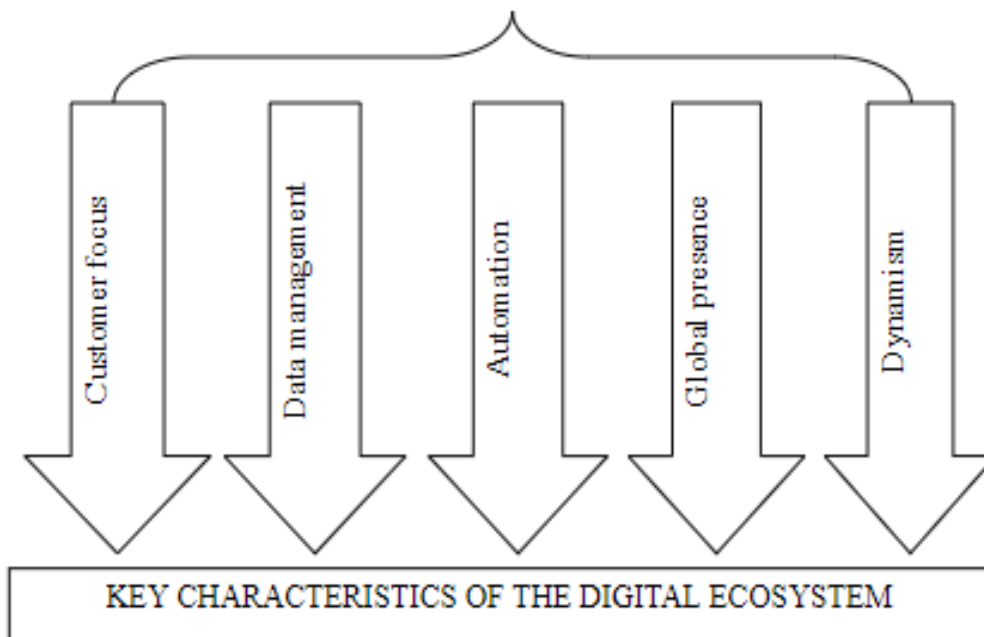 Customer focus
Data management
Automation
Global presence
Dynamism
KEY CHARACTERISTICS OF THE DIGITAL ECOSYSTEM